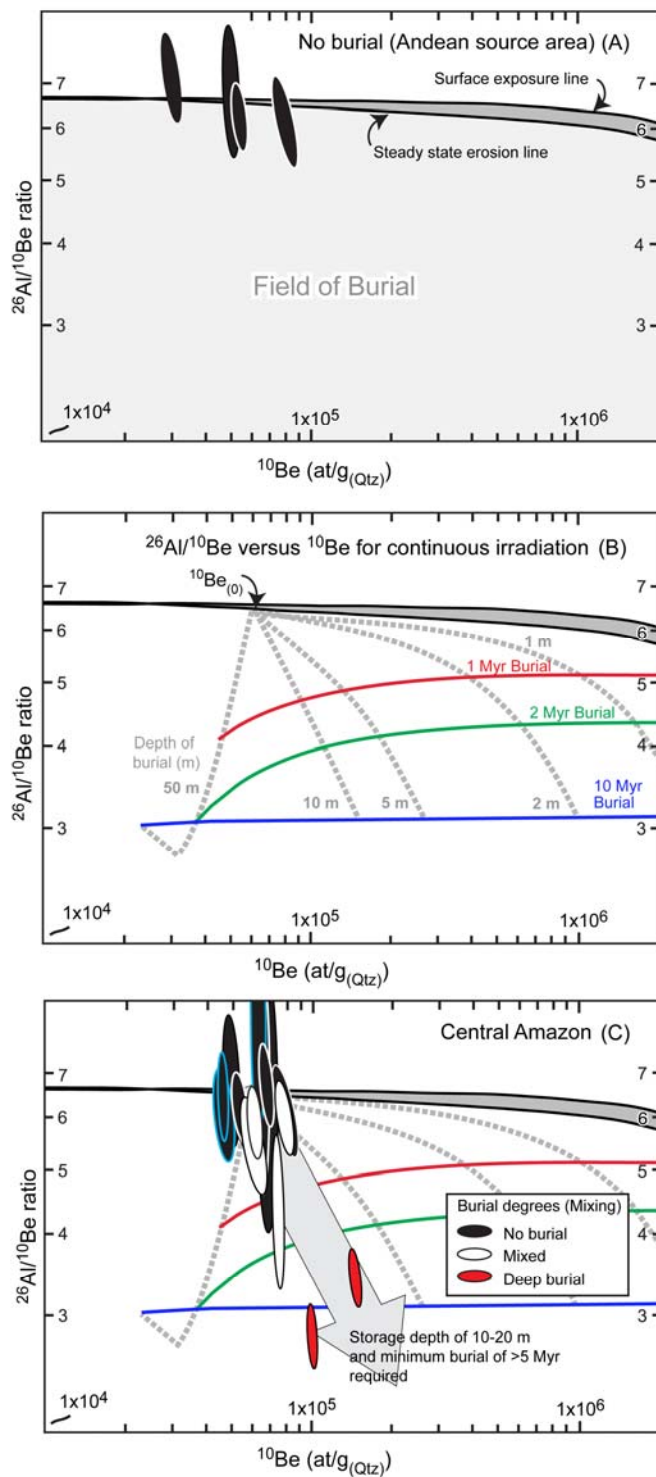 No burial (Andean source area) (A)
Surface exposure line
Steady state erosion line
Field of Burial
²⁶Al/¹⁰Be ratio
7
6
5
4
3
6
5
4
3
1x10⁴
1x10⁵
1x10⁶
¹⁰Be (at/g(Qtz))
²⁶Al/¹⁰Be versus ¹⁰Be for continuous irradiation (B)
¹⁰Be(0)
1 m
1 Myr Burial
2 Myr Burial
Depth of
burial (m)
50 m
10 m
5 m
2 m
10 Myr
Burial
²⁶Al/¹⁰Be ratio
7
6
5
4
3
6
5
4
3
1x10⁴
1x10⁵
1x10⁶
¹⁰Be (at/g(Qtz))
Central Amazon (C)
Burial degrees (Mixing)
No burial
Mixed
Deep burial
Storage depth of 10-20 m
and minimum burial of >5 Myr
required
²⁶Al/¹⁰Be ratio
7
6
5
4
3
6
5
4
3
1x10⁴
1x10⁵
1x10⁶
¹⁰Be (at/g(Qtz))